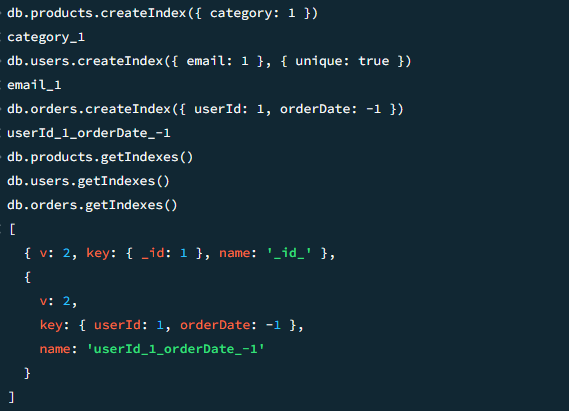 db.products.createIndex({ category: 1 })
category_1
db.users.createIndex({ email: 1 }, { unique: true })
email_1
db.orders.createIndex({ userId: 1, orderDate: -1 })
userId_1_orderDate_-1
db.products.getIndexes()
db.users.getIndexes()
db.orders.getIndexes()
[
  { v: 2, key: { _id: 1 }, name: '_id_' },
  {
    v: 2,
    key: { userId: 1, orderDate: -1 },
    name: 'userId_1_orderDate_-1'
  }
]